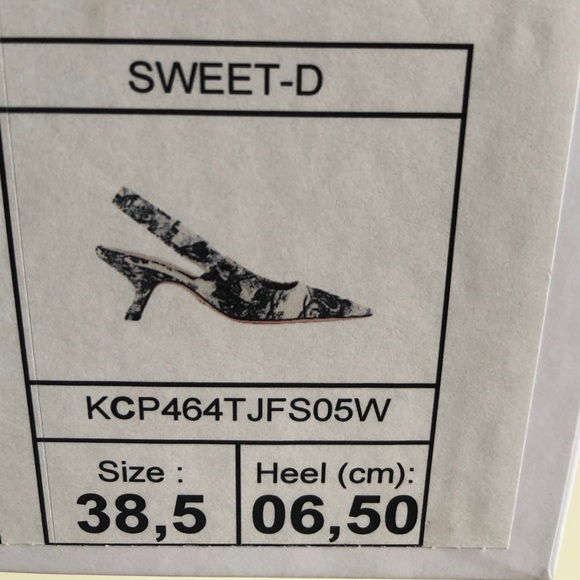 SWEET-D
KCP464TJFS05W
Size : Heel (cm):
38,5 06,50